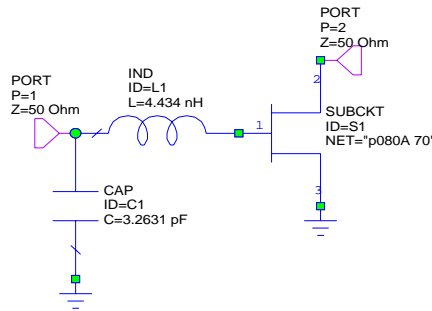 PORT
P=1
Z=50 Ohm
IND
ID=L1
L=4.434 nH
PORT
P=2
Z=50 Ohm
2
1
SUBCKT
ID=S1
NET="p080A 70"
3
CAP
ID=C1
C=3.2631 pF